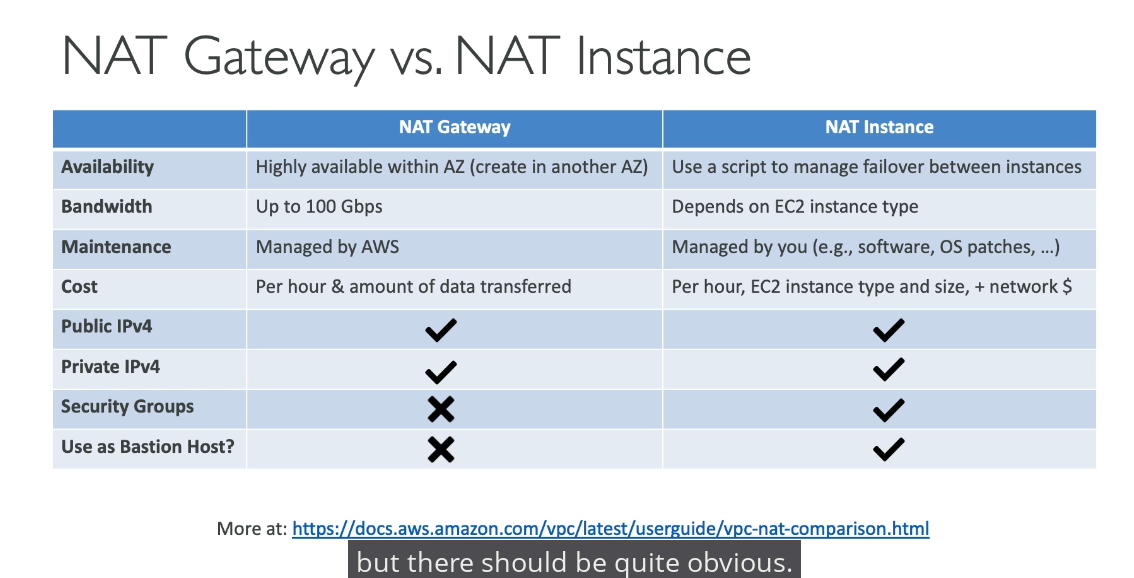 NAT Gateway vs. NAT Instance
NAT Gateway NAT Instance
Availability Highly available within AZ (create in another AZ) Use a script to manage failover between instances
Bandwidth Up to 100 Gbps Depends on EC2 instance type
Maintenance Managed by AWS Managed by you (e.g., software, OS patches, …)
Cost Per hour & amount of data transferred Per hour, EC2 instance type and size, + network $
Public IPv4 ✔ ✔
Private IPv4 ✔ ✔
Security Groups ✖ ✔
Use as Bastion Host? ✖ ✔
More at: https://docs.aws.amazon.com/vpc/latest/userguide/vpc-nat-comparison.html
but there should be quite obvious.